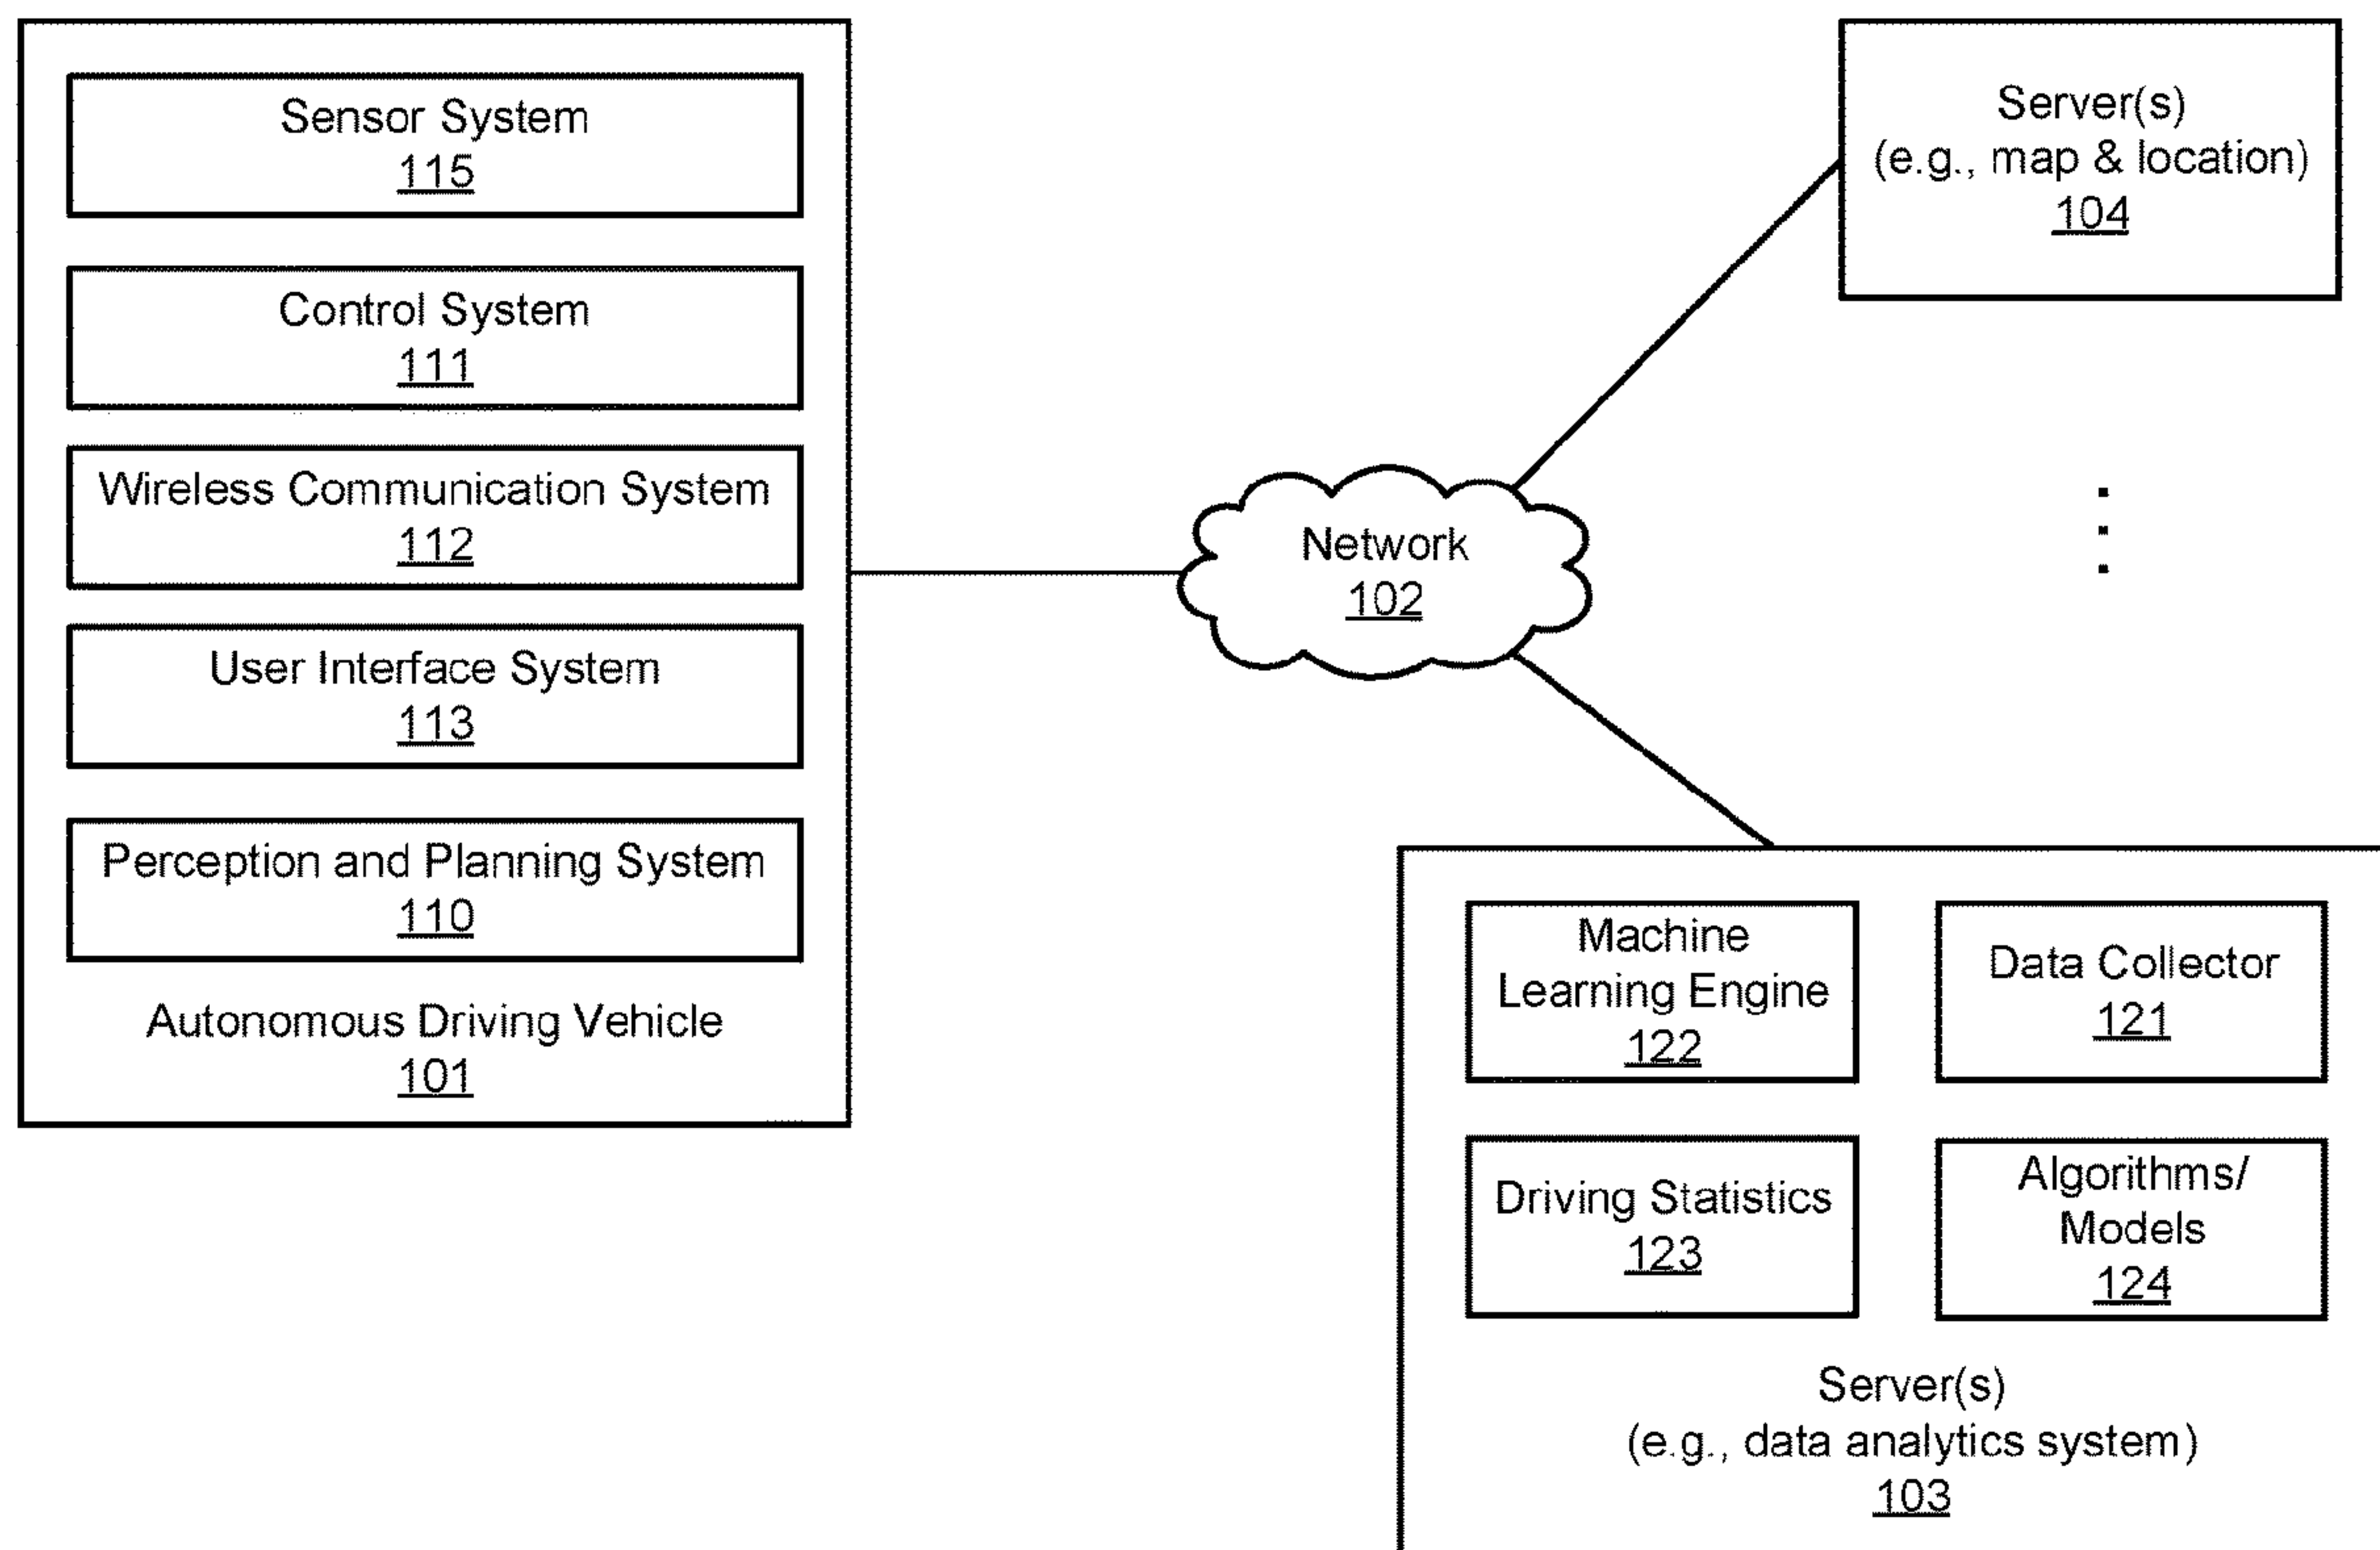 Sensor System
115
Control System
111
Wireless Communication System
112
User Interface System
113
Perception and Planning System
110
Autonomous Driving Vehicle
101
Network
102
Server(s)
(e.g., map & location)
104
Machine
Learning Engine
122
Data Collector
121
Driving Statistics
123
Algorithms/
Models
124
Server(s)
(e.g., data analytics system)
103